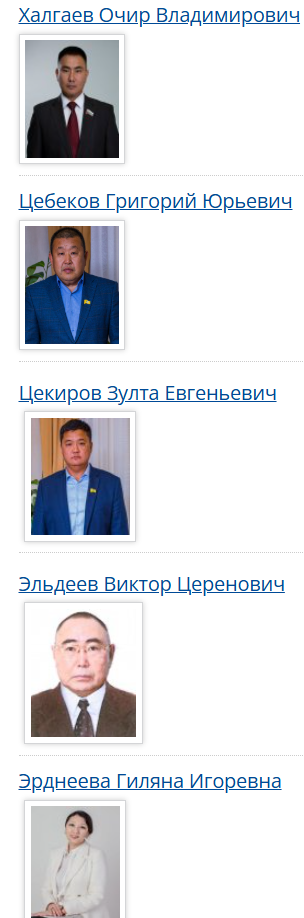 Халгаев Очир Владимирович
Цебеков Григорий Юрьевич
Цекиров Зулта Евгеньевич
Эльдеев Виктор Церенович
Эрднеева Гиляна Игоревна